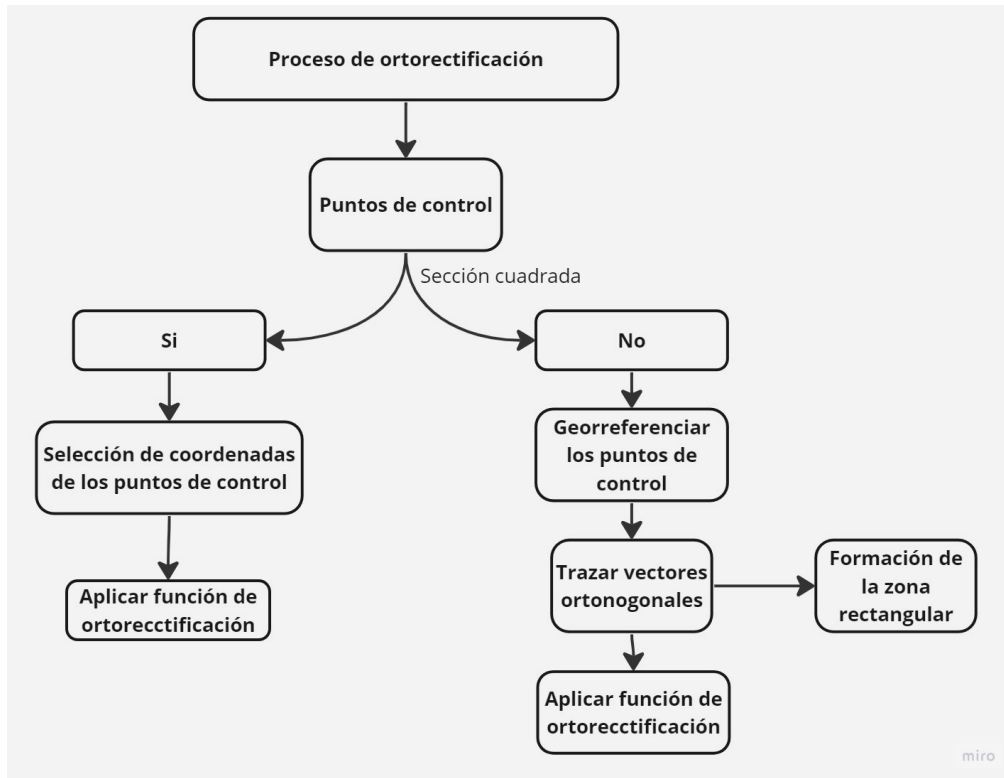 Proceso de ortorectificación
Puntos de control
Sección cuadrada
Si
No
Selección de coordenadas
de los puntos de control
Georreferenciar
los puntos de
control
Aplicar función de
ortorecctificación
Trazar vectores
ortonogonales
Formación de
la zona
rectangular
Aplicar función de
ortorecctificación
miro